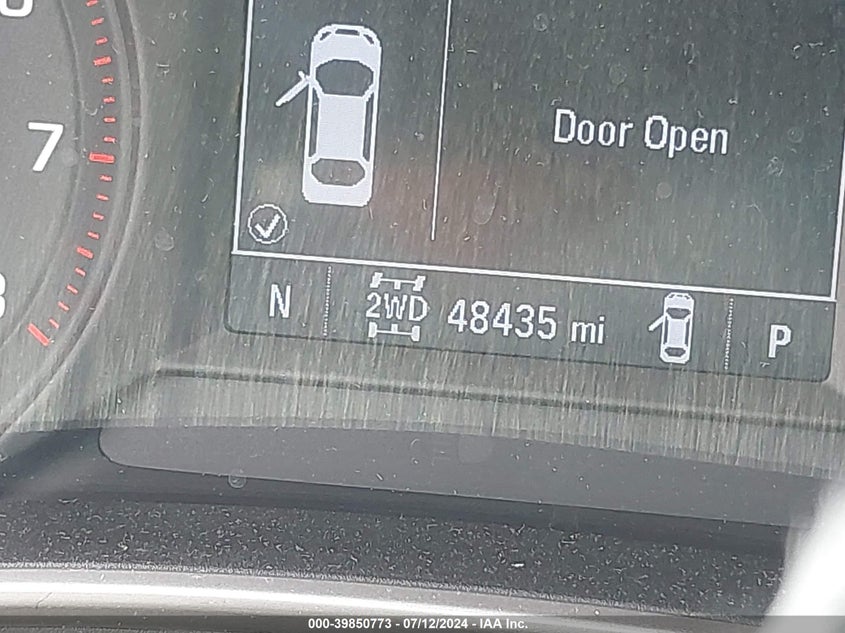 7
Door Open
N 2WD 48435 mi P
000-39850773 - 07/12/2024 - IAA Inc.